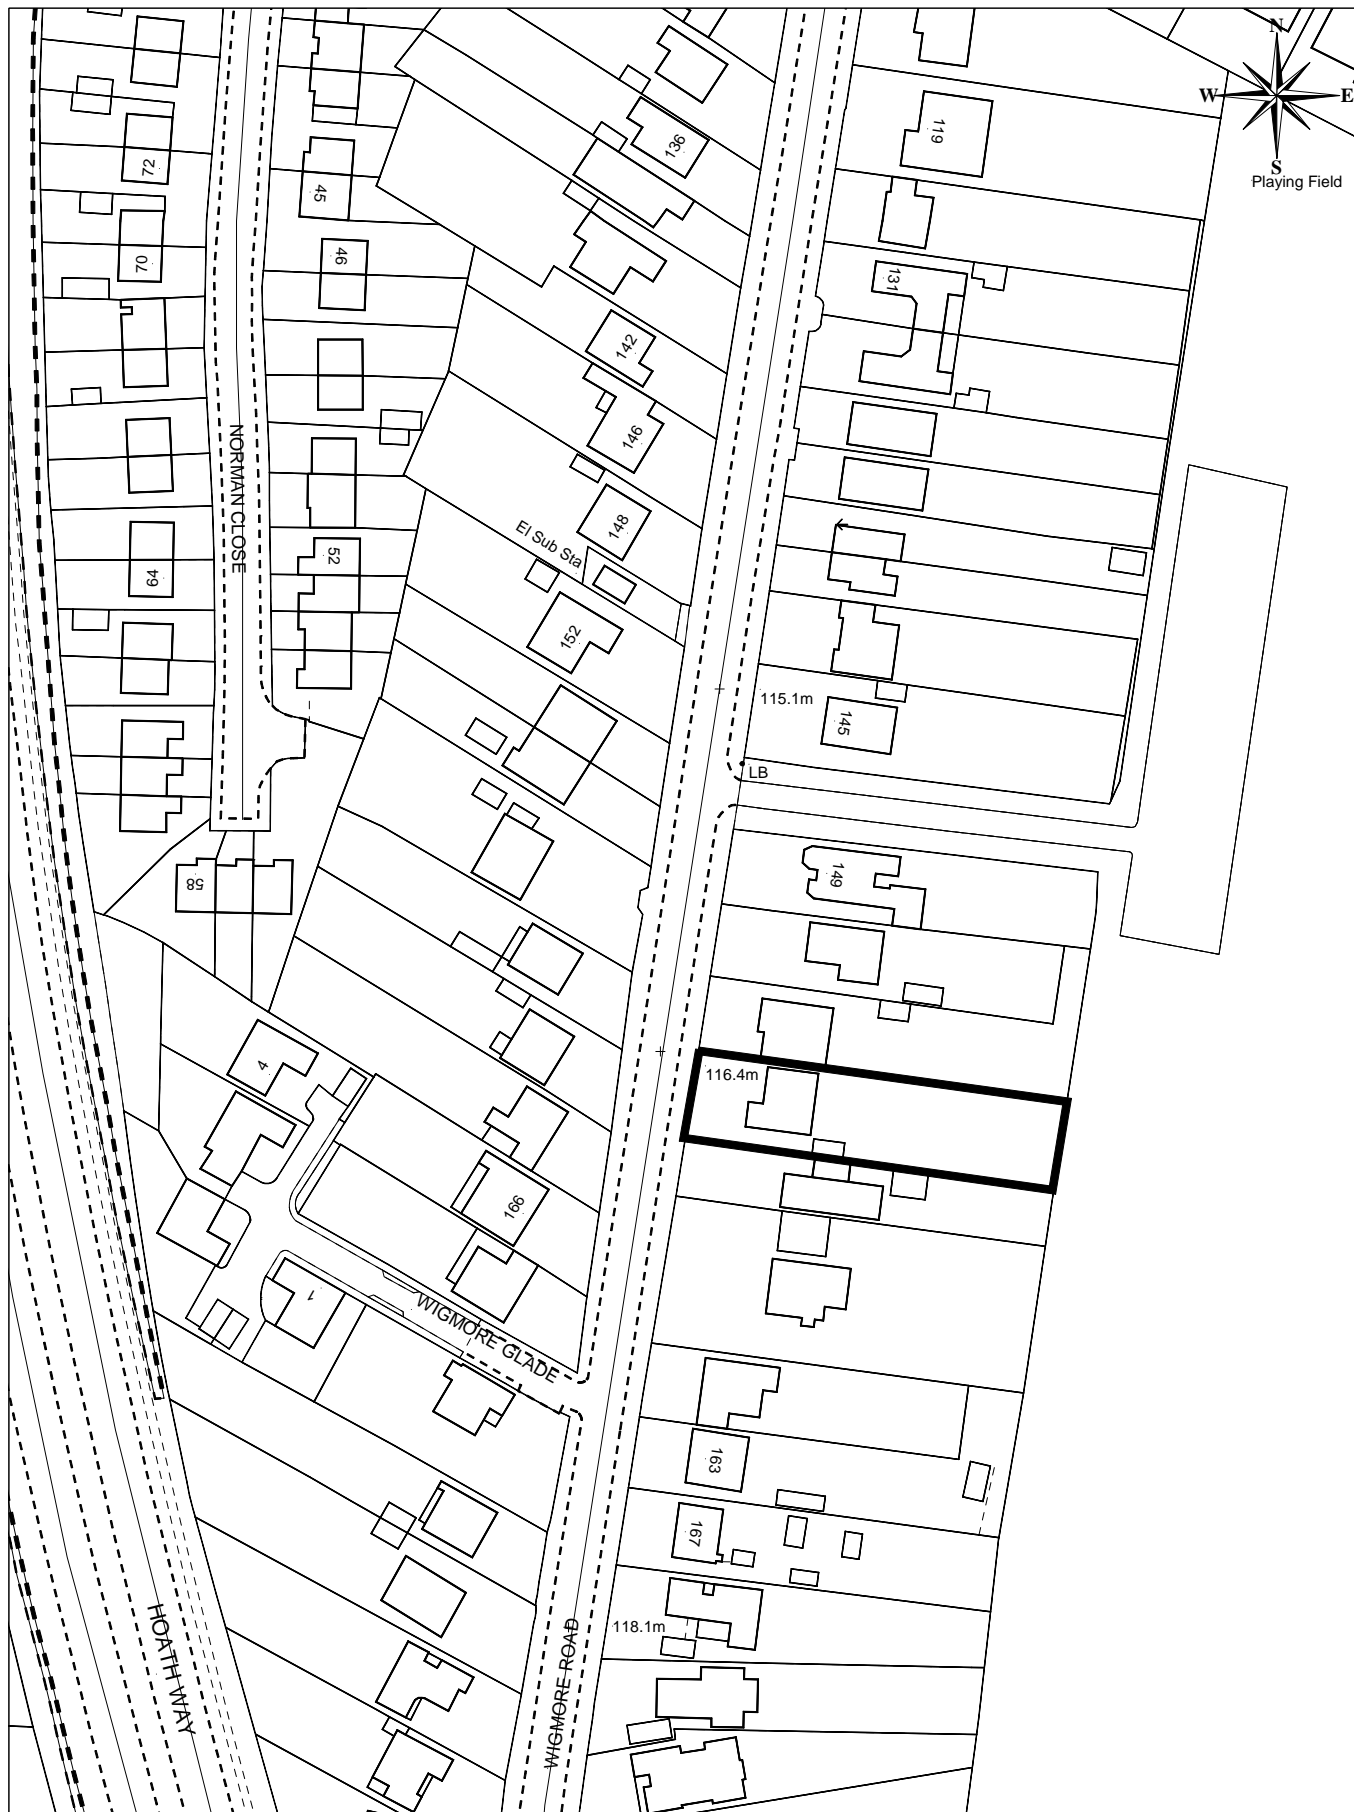 N
W
E
S
Playing Field
119
136
72
45
46
70
131
142
146
NORMAN CLOSE
148
El Sub Sta
52
64
152
115.1m
145
LB
149
58
4
116.4m
166
1
WIGMORE GLADE
163
167
118.1m
HOATH WAY
WIGMORE ROAD